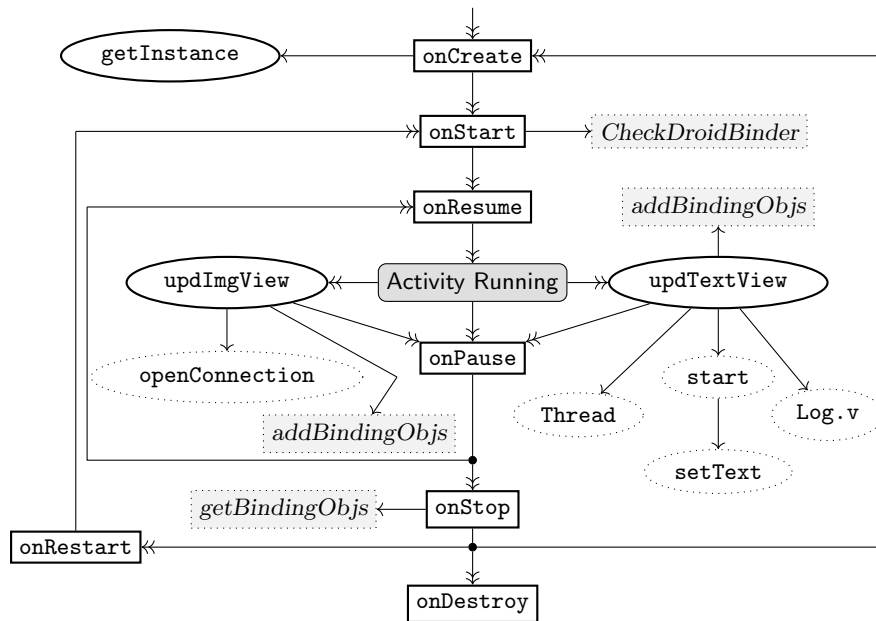 getInstance
onCreate
onStart
CheckDroidBinder
onResume
addBindingObjs
updImgView
Activity Running
updTextView
onPause
openConnection
start
Thread
Log.v
addBindingObjs
setText
getBindingObjs
onStop
onRestart
onDestroy